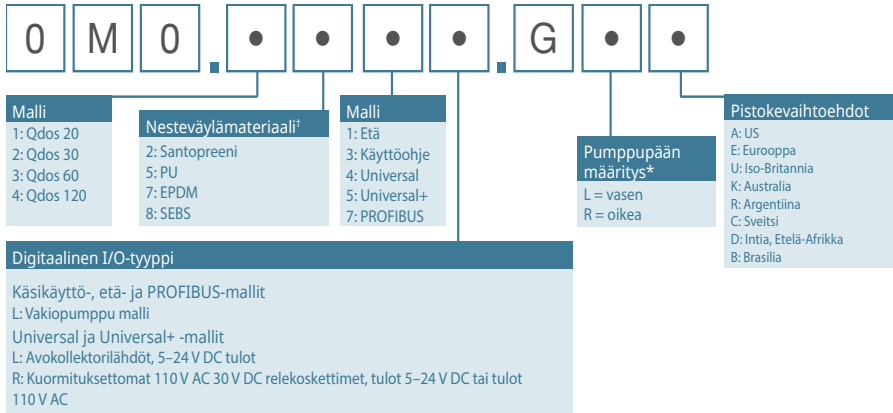 0 M 0 . • • • • . G • •
Malli
1: Qdos 20
2: Qdos 30
3: Qdos 60
4: Qdos 120
Nesteväylämateriaali†
2: Santopreeni
5: PU
7: EPDM
8: SEBS
Malli
1: Etä
3: Käyttöohje
4: Universal
5: Universal+
7: PROFIBUS
Pumppupään
määritys*
L = vasen
R = oikea
Pistokevaihtoehdot
A: US
E: Eurooppa
U: Iso-Britannia
K: Australia
R: Argentiina
C: Sveitsi
D: Intia, Etelä-Afrikka
B: Brasilia
Digitaalinen I/O-tyyppi
Käsikäyttö-, etä- ja PROFIBUS-mallit
L: Vakiopumppu malli
Universal ja Universal+ -mallit
L: Avokollektorilähdöt, 5–24 V DC tulot
R: Kuormituksettomat 110 V AC 30 V DC relekoskettimet, tulot 5–24 V DC tai tulot
110 V AC